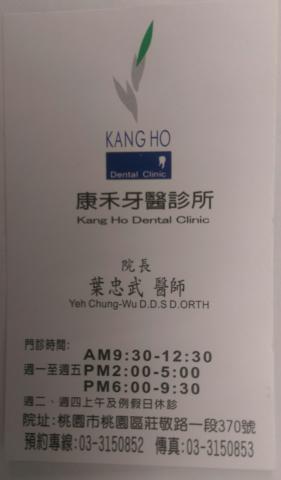 KANG HO
Dental Clinic
康禾牙醫診所
Kang Ho Dental Clinic
院長
葉忠武 醫師
Yeh Chung-Wu D.D.S D.ORTH
門診時間:
AM9:30-12:30
週一至週五 PM2:00-5:00
PM6:00-9:30
週二、週四上午及例假日休診
院址:桃園市桃園區莊敬路一段370號
預約專線:03-3150852 傳真:03-3150853